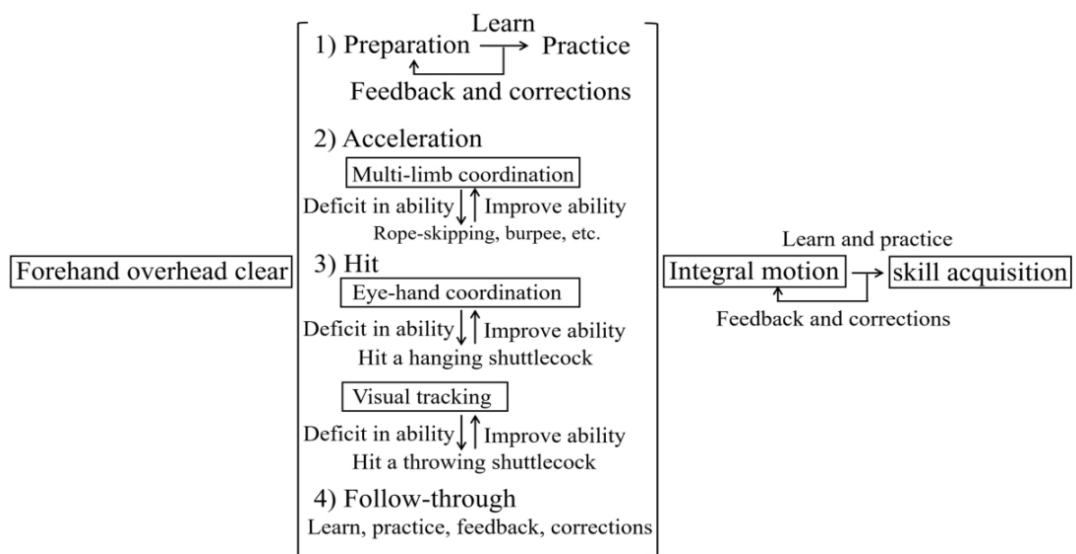 Forehand overhead clear
Learn
1) Preparation
Practice
Feedback and corrections
2) Acceleration
Multi-limb coordination
Deficit in ability
Improve ability
Rope-skipping, burpee, etc.
3) Hit
Eye-hand coordination
Deficit in ability
Improve ability
Hit a hanging shuttlecock
Visual tracking
Deficit in ability
Improve ability
Hit a throwing shuttlecock
4) Follow-through
Learn, practice, feedback, corrections
Learn and practice
Integral motion
skill acquisition
Feedback and corrections